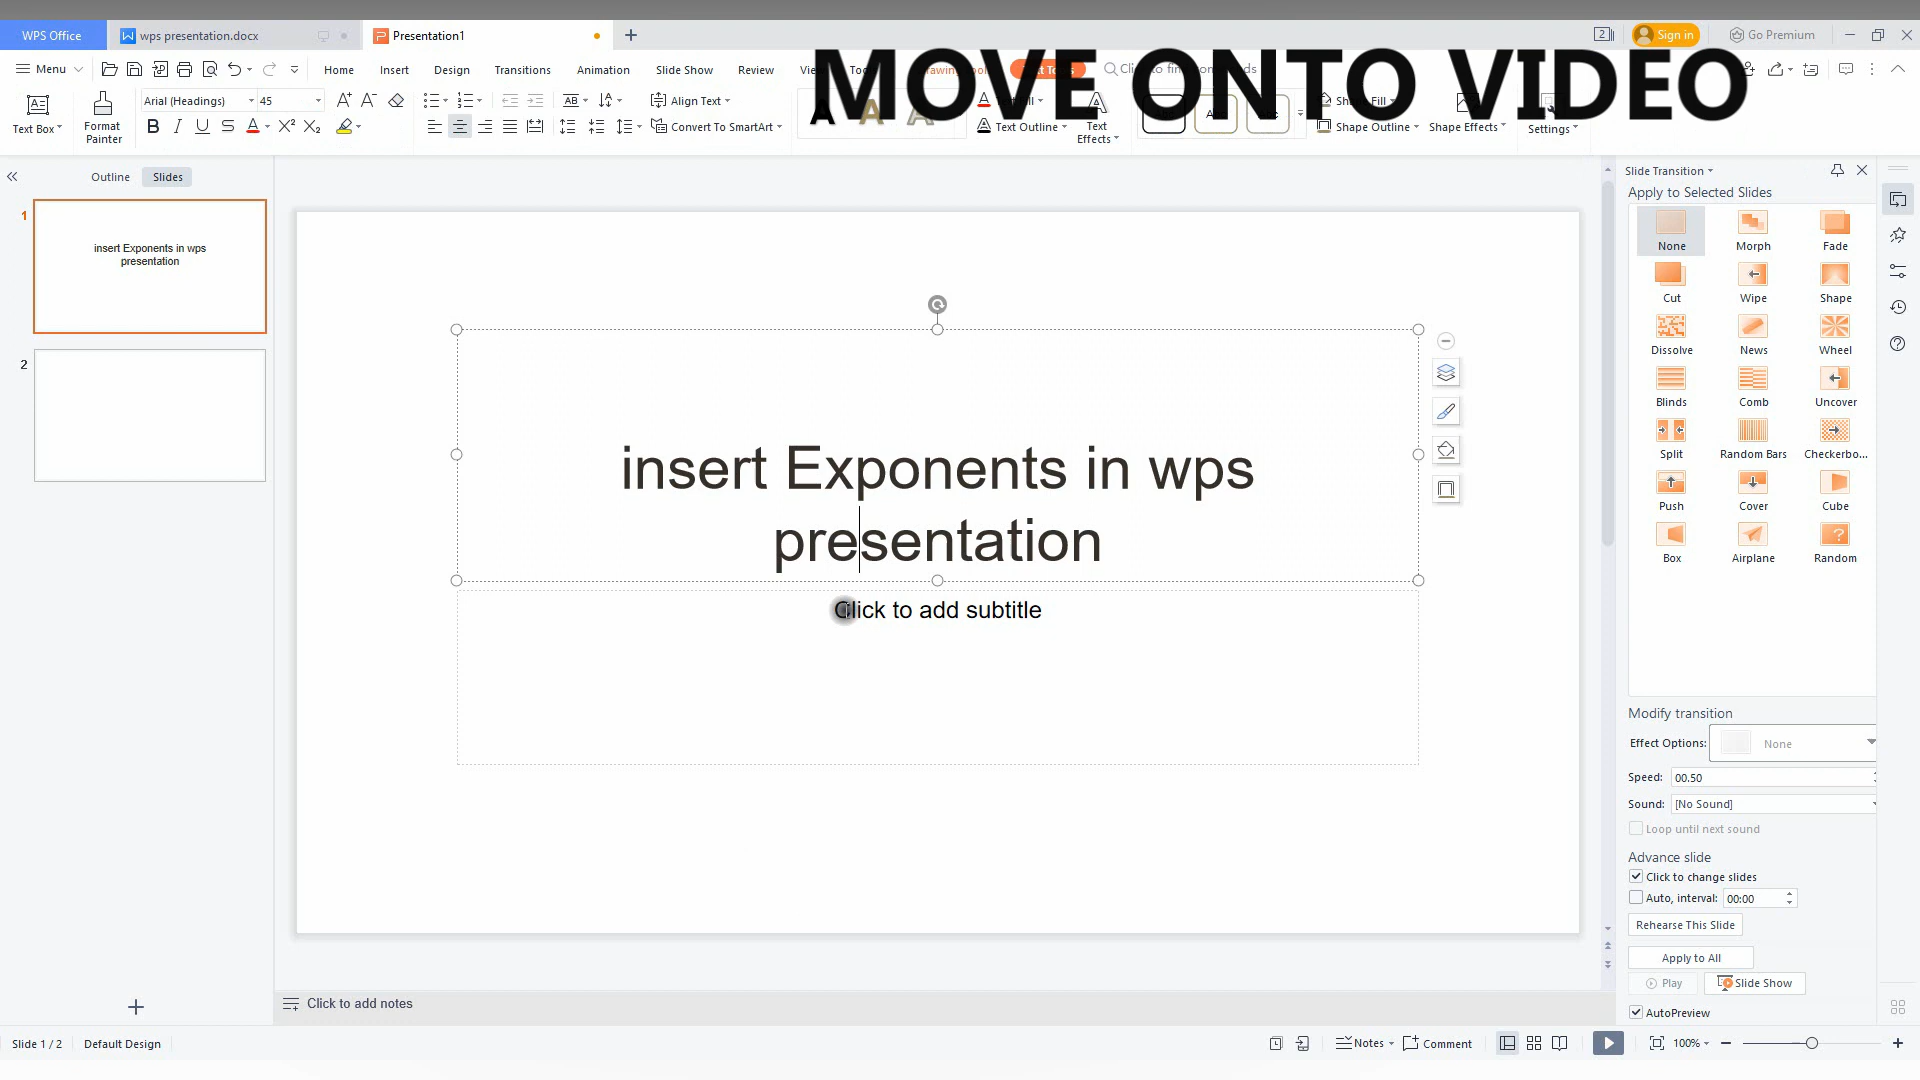 WPS Office
wps presentation.docx
Presentation1
2
Sign in
Go Premium
MOVE ONTO VIDEO
Menu
Home
Insert
Design
Transitions
Animation
Slide Show
Review
Text Box
Format
Painter
Arial (Headings)
45
Align Text
Convert To SmartArt
Text Outline
Text
Effects
Shape Outline
Shape Effects
Settings
Outline
Slides
1
insert Exponents in wps
presentation
2
insert Exponents in wps
presentation
Click to add subtitle
Slide Transition
Apply to Selected Slides
None
Morph
Fade
Cut
Wipe
Shape
Dissolve
News
Wheel
Blinds
Comb
Uncover
Split
Random Bars
Checkerbo...
Push
Cover
Cube
Box
Airplane
Random
Modify transition
Effect Options:
None
Speed:
00.50
Sound:
[No Sound]
Loop until next sound
Advance slide
Click to change slides
Auto, interval:
00:00
Rehearse This Slide
Apply to All
Play
Slide Show
AutoPreview
Click to add notes
Slide 1 / 2
Default Design
Notes
Comment
100%